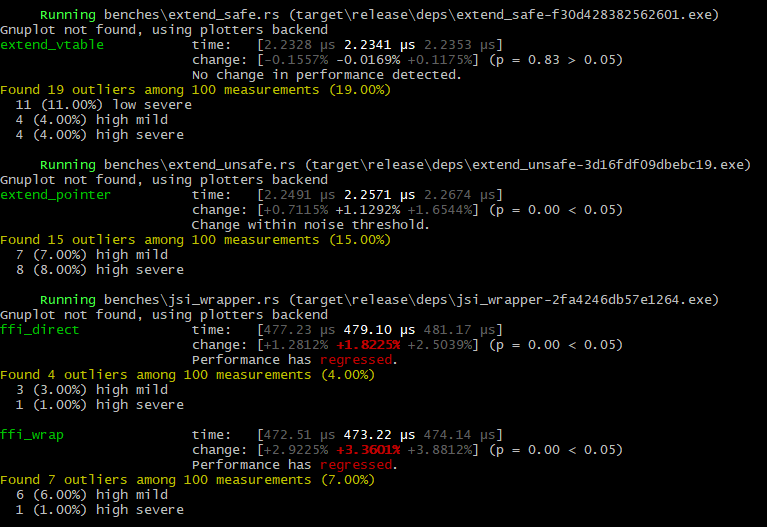 Running benches\extend_safe.rs (target\release\deps\extend_safe-f30d428382562601.exe)
Gnuplot not found, using plotters backend
extend_vtable time: [2.2328 µs 2.2341 µs 2.2353 µs]
change: [-0.1557% -0.0169% +0.1175%] (p = 0.83 > 0.05)
No change in performance detected.
Found 19 outliers among 100 measurements (19.00%)
11 (11.00%) low severe
4 (4.00%) high mild
4 (4.00%) high severe
Running benches\extend_unsafe.rs (target\release\deps\extend_unsafe-3d16fdf09dbebc19.exe)
Gnuplot not found, using plotters backend
extend_pointer time: [2.2491 µs 2.2571 µs 2.2674 µs]
change: [+0.7115% +1.1292% +1.6544%] (p = 0.00 < 0.05)
Change within noise threshold.
Found 15 outliers among 100 measurements (15.00%)
7 (7.00%) high mild
8 (8.00%) high severe
Running benches\jsi_wrapper.rs (target\release\deps\jsi_wrapper-2fa4246db57e1264.exe)
Gnuplot not found, using plotters backend
ffi_direct time: [477.23 µs 479.10 µs 481.17 µs]
change: [+1.2812% +1.8225% +2.5039%] (p = 0.00 < 0.05)
Performance has regressed.
Found 4 outliers among 100 measurements (4.00%)
3 (3.00%) high mild
1 (1.00%) high severe
ffi_wrap time: [472.51 µs 473.22 µs 474.14 µs]
change: [+2.9225% +3.3601% +3.8812%] (p = 0.00 < 0.05)
Performance has regressed.
Found 7 outliers among 100 measurements (7.00%)
6 (6.00%) high mild
1 (1.00%) high severe